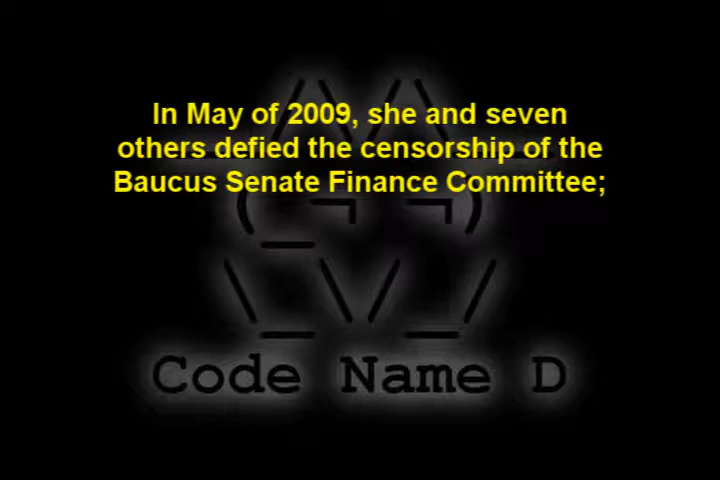 In May of 2009, she and seven
others defied the censorship of the
Baucus Senate Finance Committee;
Code Name D